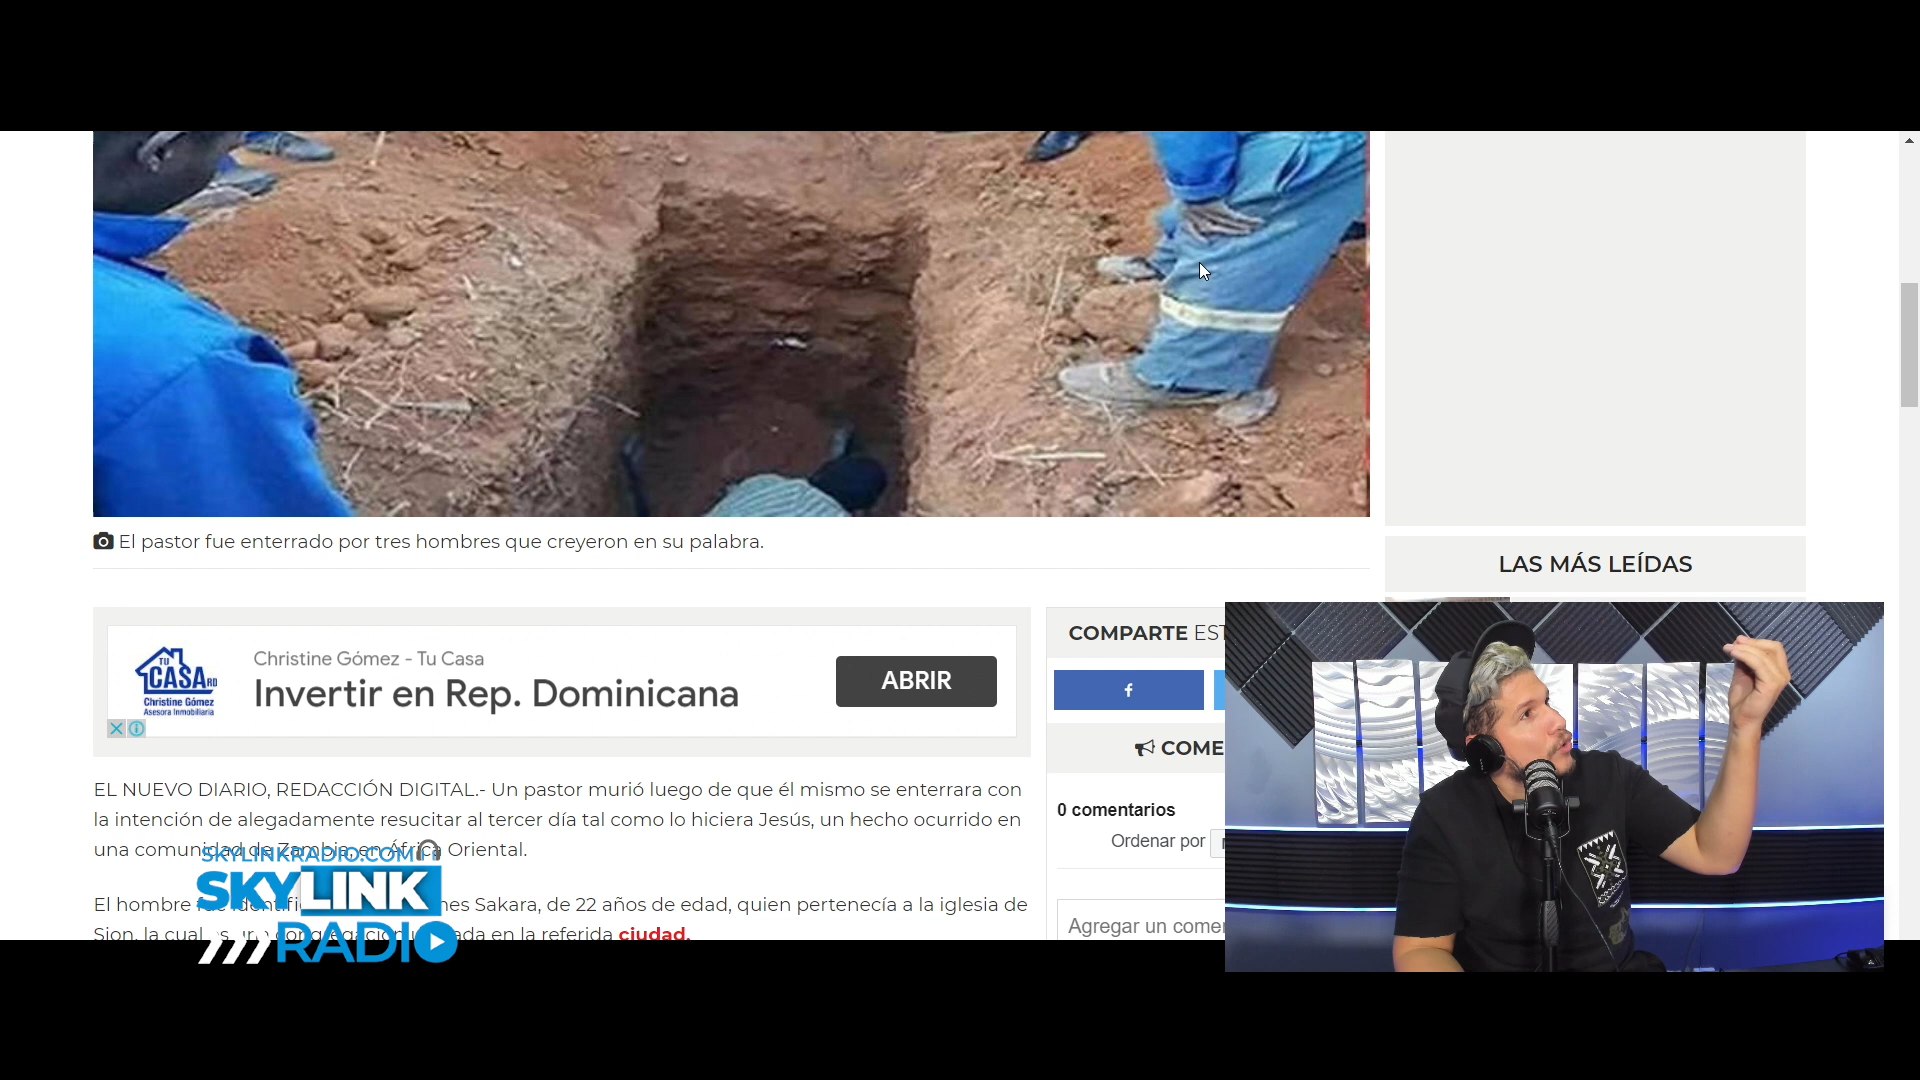 El pastor fue enterrado por tres hombres que creyeron en su palabra.
LAS MÁS LEÍDAS
TU CASA RD
Christine Gómez
Asesora Inmobiliaria
Christine Gómez - Tu Casa
Invertir en Rep. Dominicana
ABRIR
COMPARTE
f
COME
0 comentarios
Ordenar por
Agregar un comen
EL NUEVO DIARIO, REDACCIÓN DIGITAL.- Un pastor murió luego de que él mismo se enterrara con
la intención de alegadamente resucitar al tercer día tal como lo hiciera Jesús, un hecho ocurrido en
una comunidad de Zambia, en África Oriental.
El hombre Sakara, de 22 años de edad, quien pertenecía a la iglesia de
Sion, la cual en la referida ciudad.
SKYLINKRADIO.COM
SKYLINK
RADIO